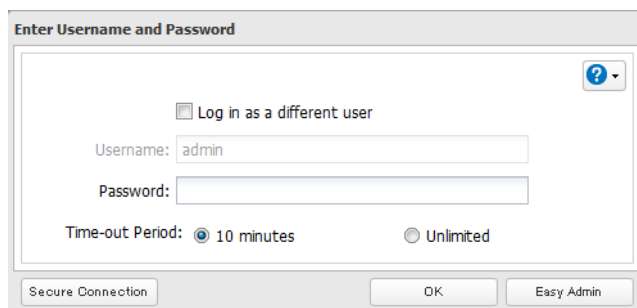 Enter Username and Password
?
Log in as a different user
Username: admin
Password:
Time-out Period: 10 minutes Unlimited
Secure Connection OK Easy Admin